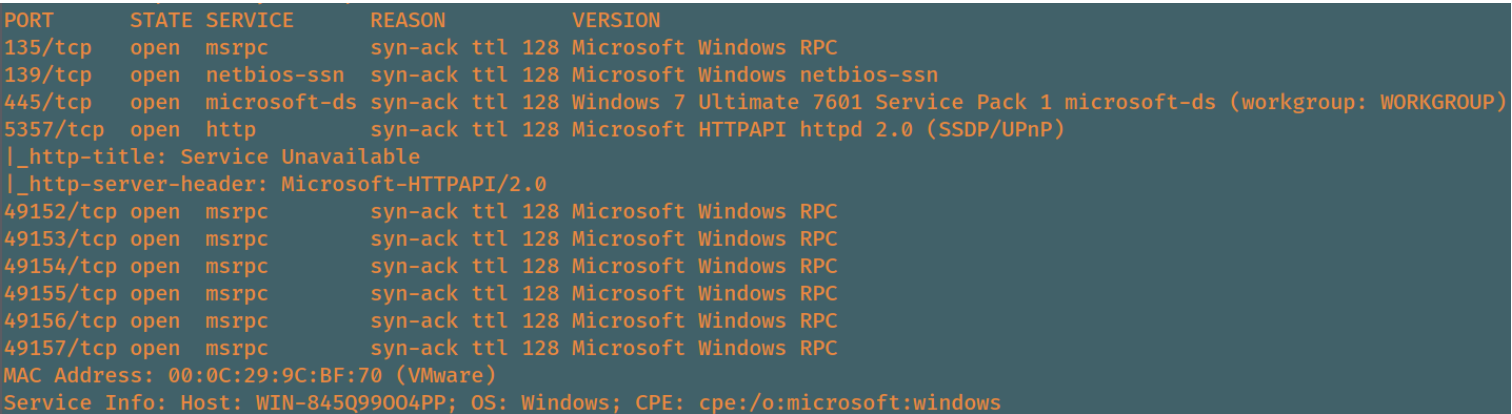 PORT STATE SERVICE REASON VERSION
135/tcp open msrpc syn-ack ttl 128 Microsoft Windows RPC
139/tcp open netbios-ssn syn-ack ttl 128 Microsoft Windows netbios-ssn
445/tcp open microsoft-ds syn-ack ttl 128 Windows 7 Ultimate 7601 Service Pack 1 microsoft-ds (workgroup: WORKGROUP)
5357/tcp open http syn-ack ttl 128 Microsoft HTTPAPI httpd 2.0 (SSDP/UPnP)
|_http-title: Service Unavailable
|_http-server-header: Microsoft-HTTPAPI/2.0
49152/tcp open msrpc syn-ack ttl 128 Microsoft Windows RPC
49153/tcp open msrpc syn-ack ttl 128 Microsoft Windows RPC
49154/tcp open msrpc syn-ack ttl 128 Microsoft Windows RPC
49155/tcp open msrpc syn-ack ttl 128 Microsoft Windows RPC
49156/tcp open msrpc syn-ack ttl 128 Microsoft Windows RPC
49157/tcp open msrpc syn-ack ttl 128 Microsoft Windows RPC
MAC Address: 00:0C:29:9C:BF:70 (VMware)
Service Info: Host: WIN-845Q99OO4PP; OS: Windows; CPE: cpe:/o:microsoft:windows